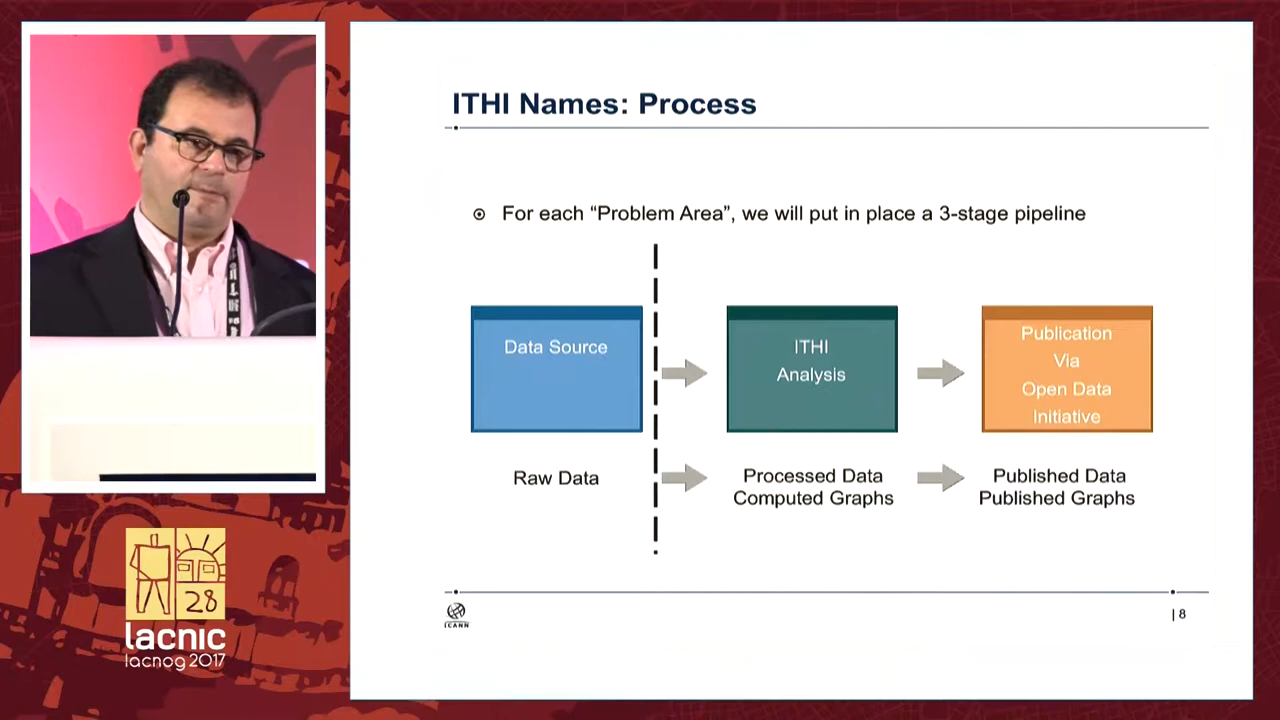 ITHI Names: Process
For each “Problem Area”, we will put in place a 3-stage pipeline
Data Source
ITHI
Analysis
Publication
Via
Open Data
Initiative
Raw Data
Processed Data
Computed Graphs
Published Data
Published Graphs
ICANN
| 8
28
lacnic
lacnog 2017